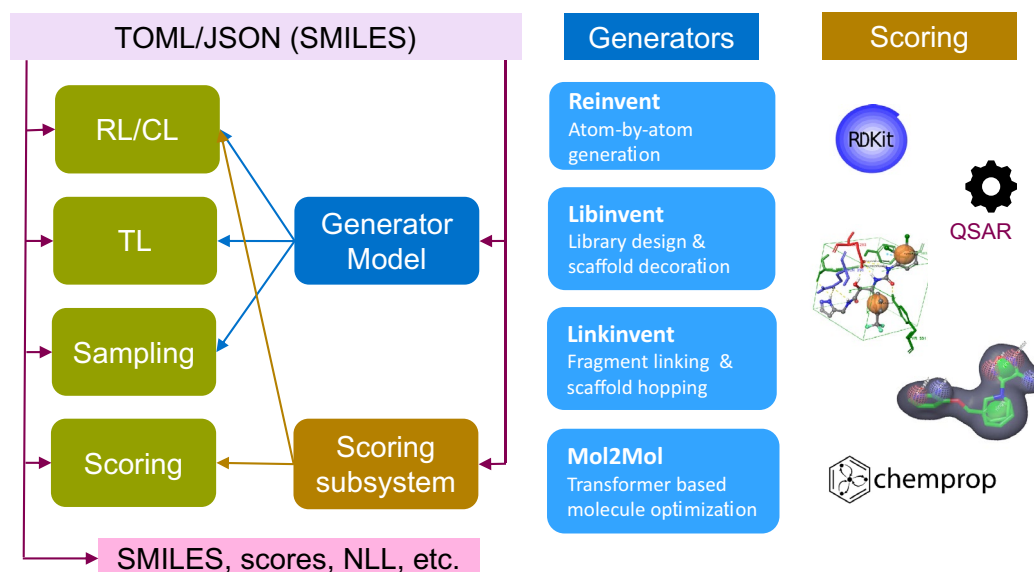 TOML/JSON (SMILES)
RL/CL
TL
Sampling
Scoring
Generator
Model
Scoring
subsystem
SMILES, scores, NLL, etc.
Generators
Reinvent
Atom-by-atom
generation
Libinvent
Library design &
scaffold decoration
Linkinvent
Fragment linking &
scaffold hopping
Mol2Mol
Transformer based
molecule optimization
Scoring
RDKit
QSAR
chemprop